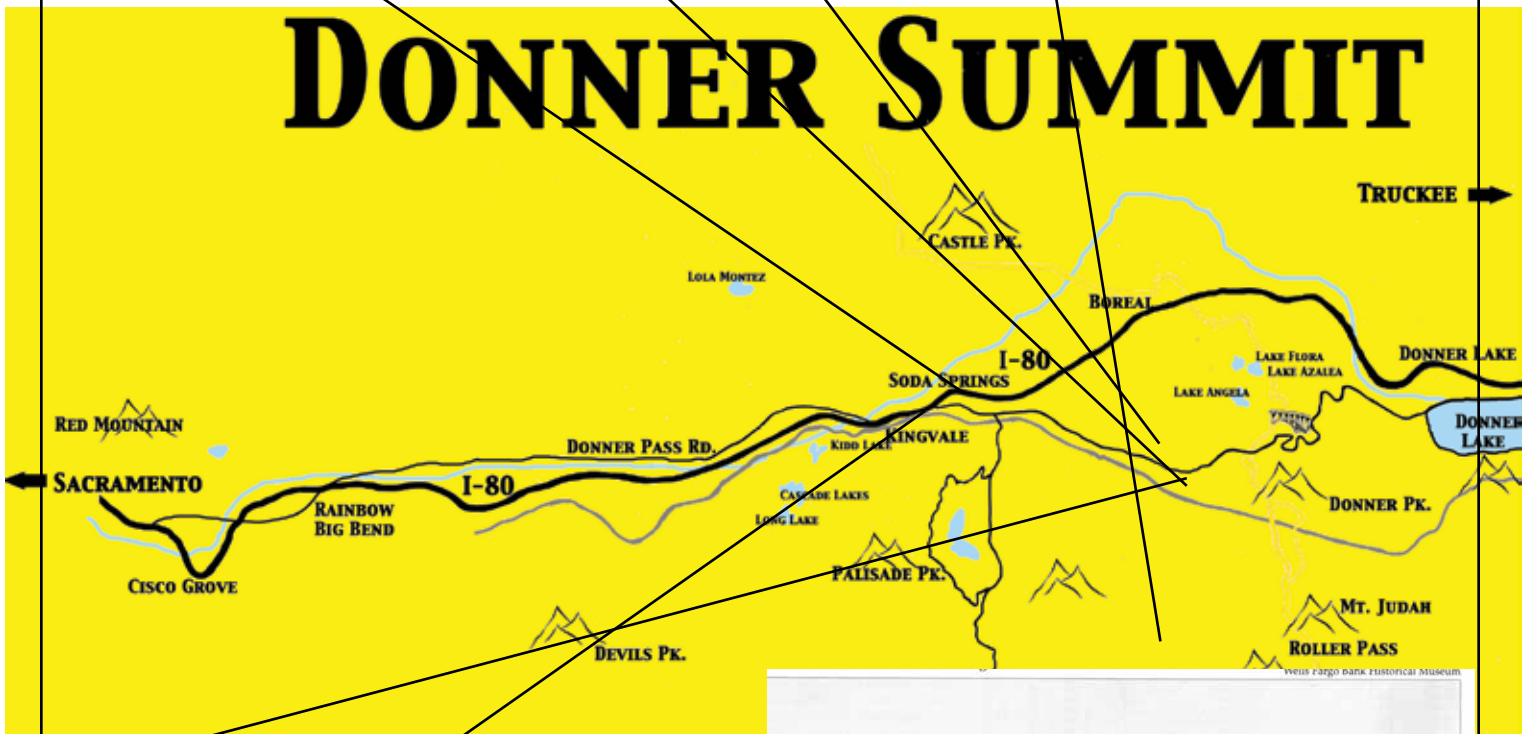 DONNER SUMMIT
TRUCKEE
CASTLE PK.
LOLA MONTEZ
BOREAL
I-80
LAKE FLORA
LAKE AZALEA
DONNER LAKE
SODA SPRINGS
LAKE ANGELA
RED MOUNTAIN
DONNER PASS RD.
KINGVALE
KIDD LAKE
DONNER
LAKE
SACRAMENTO
I-80
RAINBOW
BIG BEND
CASCADE LAKES
LONG LAKE
DONNER PK.
CISCO GROVE
PALISADE PK.
MT. JUDAH
DEVILS PK.
ROLLER PASS
Wells Fargo Bank Historical Museum